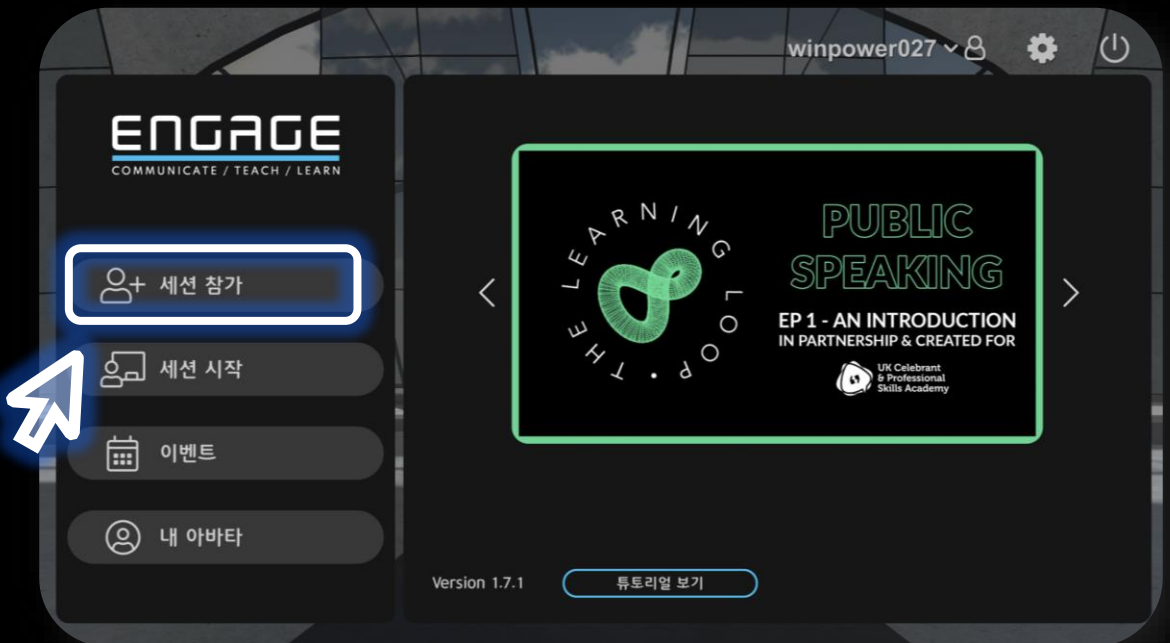 winpower027
ENGAGE
COMMUNICATE / TEACH / LEARN
세션 참가
세션 시작
이벤트
내 아바타
THE LEARNING LOOP
PUBLIC
SPEAKING
EP 1 - AN INTRODUCTION
IN PARTNERSHIP & CREATED FOR
UK Celebrant
& Professional
Skills Academy
Version 1.7.1
튜토리얼 보기